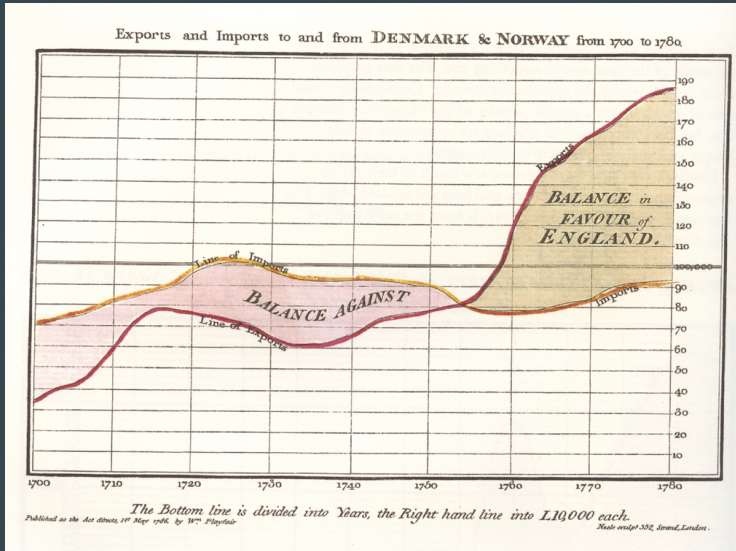 Exports and Imports to and from DENMARK & NORWAY from 1700 to 1780.
190
180
170
160
150
140
130
120
110
100,000
90
80
70
60
50
40
30
20
10
Exports
BALANCE in
FAVOUR of
ENGLAND.
Line of Imports
Imports
BALANCE AGAINST
Line of Exports
1700 1710 1720 1730 1740 1750 1760 1770 1780
The Bottom line is divided into Years, the Right hand line into L10,000 each.
Published as the Act directs, 1st May 1786, by Wm. Playfair
Neele sculpt 352, Strand, London.